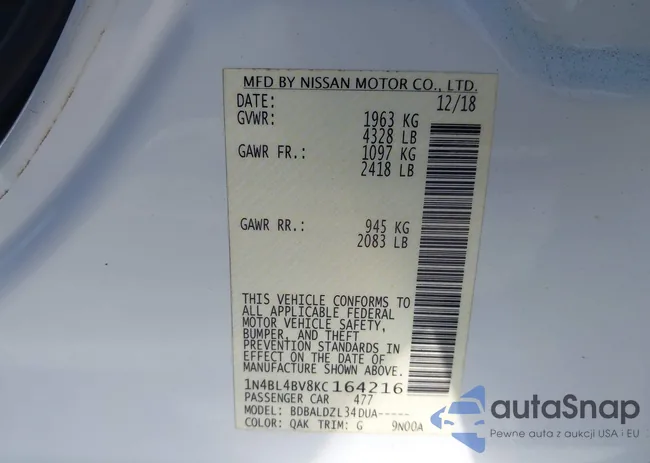 MFD BY NISSAN MOTOR CO., LTD.
DATE: 12/18
GVWR: 1963 KG
4328 LB
GAWR FR.: 1097 KG
2418 LB
GAWR RR.: 945 KG
2083 LB
THIS VEHICLE CONFORMS TO
ALL APPLICABLE FEDERAL
MOTOR VEHICLE SAFETY,
BUMPER, AND THEFT
PREVENTION STANDARDS IN
EFFECT ON THE DATE OF
MANUFACTURE SHOWN ABOVE.
1N4BL4BV8KC164216
PASSENGER CAR 477
MODEL: BDBALDZL34DUA-----
COLOR: QAK TRIM: G 9N00A
autoSnap
Pewne auta z aukcji USA i EU